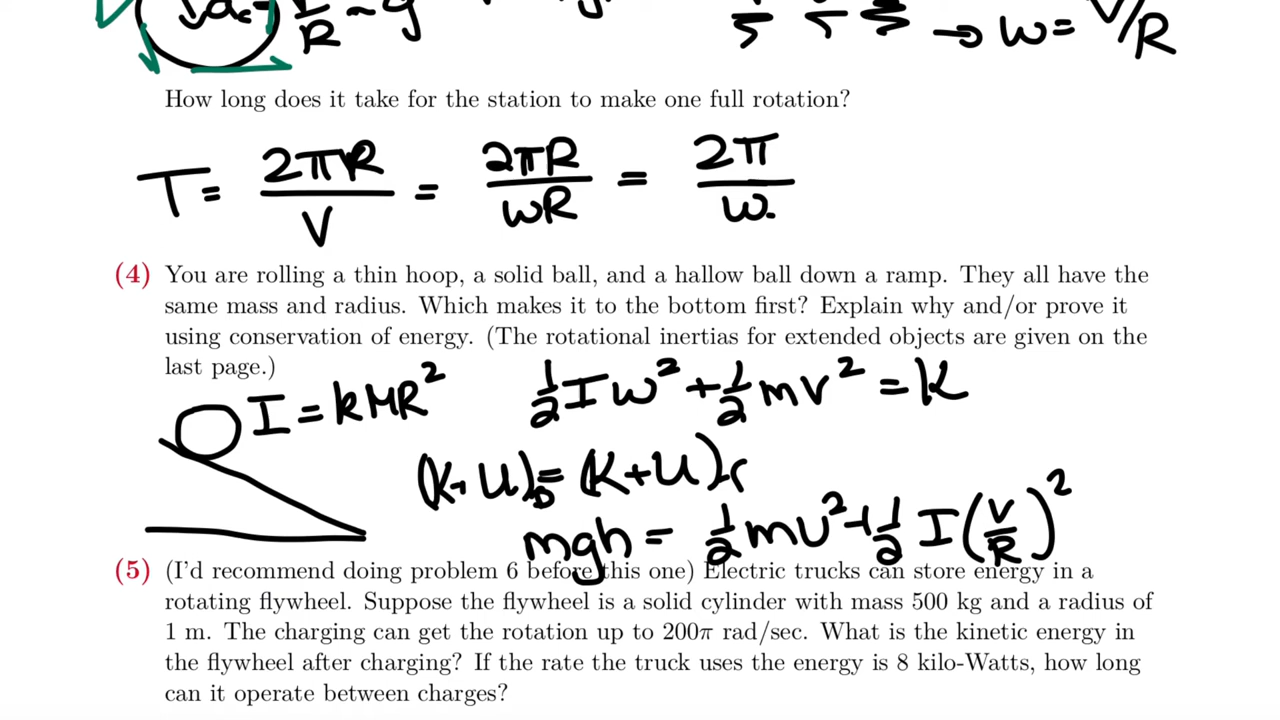 V²/R ~ g
→ ω = V/R
How long does it take for the station to make one full rotation?
T = 2πR/V = 2πR/ωR = 2π/ω.
(4) You are rolling a thin hoop, a solid ball, and a hallow ball down a ramp. They all have the
same mass and radius. Which makes it to the bottom first? Explain why and/or prove it
using conservation of energy. (The rotational inertias for extended objects are given on the
last page.)
I = kMR² ½Iω² + ½mv² = K
(K+U)₀ = (K+U)f
mgh = ½mv² + ½I(V/R)²
(5) (I'd recommend doing problem 6 before this one) Electric trucks can store energy in a
rotating flywheel. Suppose the flywheel is a solid cylinder with mass 500 kg and a radius of
1 m. The charging can get the rotation up to 200π rad/sec. What is the kinetic energy in
the flywheel after charging? If the rate the truck uses the energy is 8 kilo-Watts, how long
can it operate between charges?